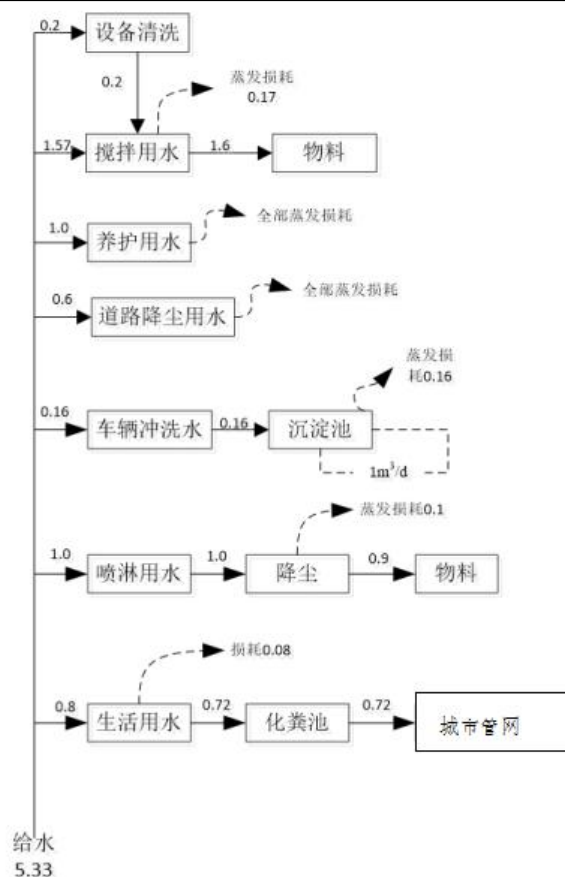 0.2
设备清洗
0.2
蒸发损耗
0.17
1.57
搅拌用水
1.6
物料
1.0
养护用水
全部蒸发损耗
0.6
道路降尘用水
全部蒸发损耗
蒸发损
耗0.16
0.16
车辆冲洗水
0.16
沉淀池
1m³/d
蒸发损耗0.1
1.0
喷淋用水
1.0
降尘
0.9
物料
损耗0.08
0.8
生活用水
0.72
化粪池
0.72
城市管网
给水
5.33